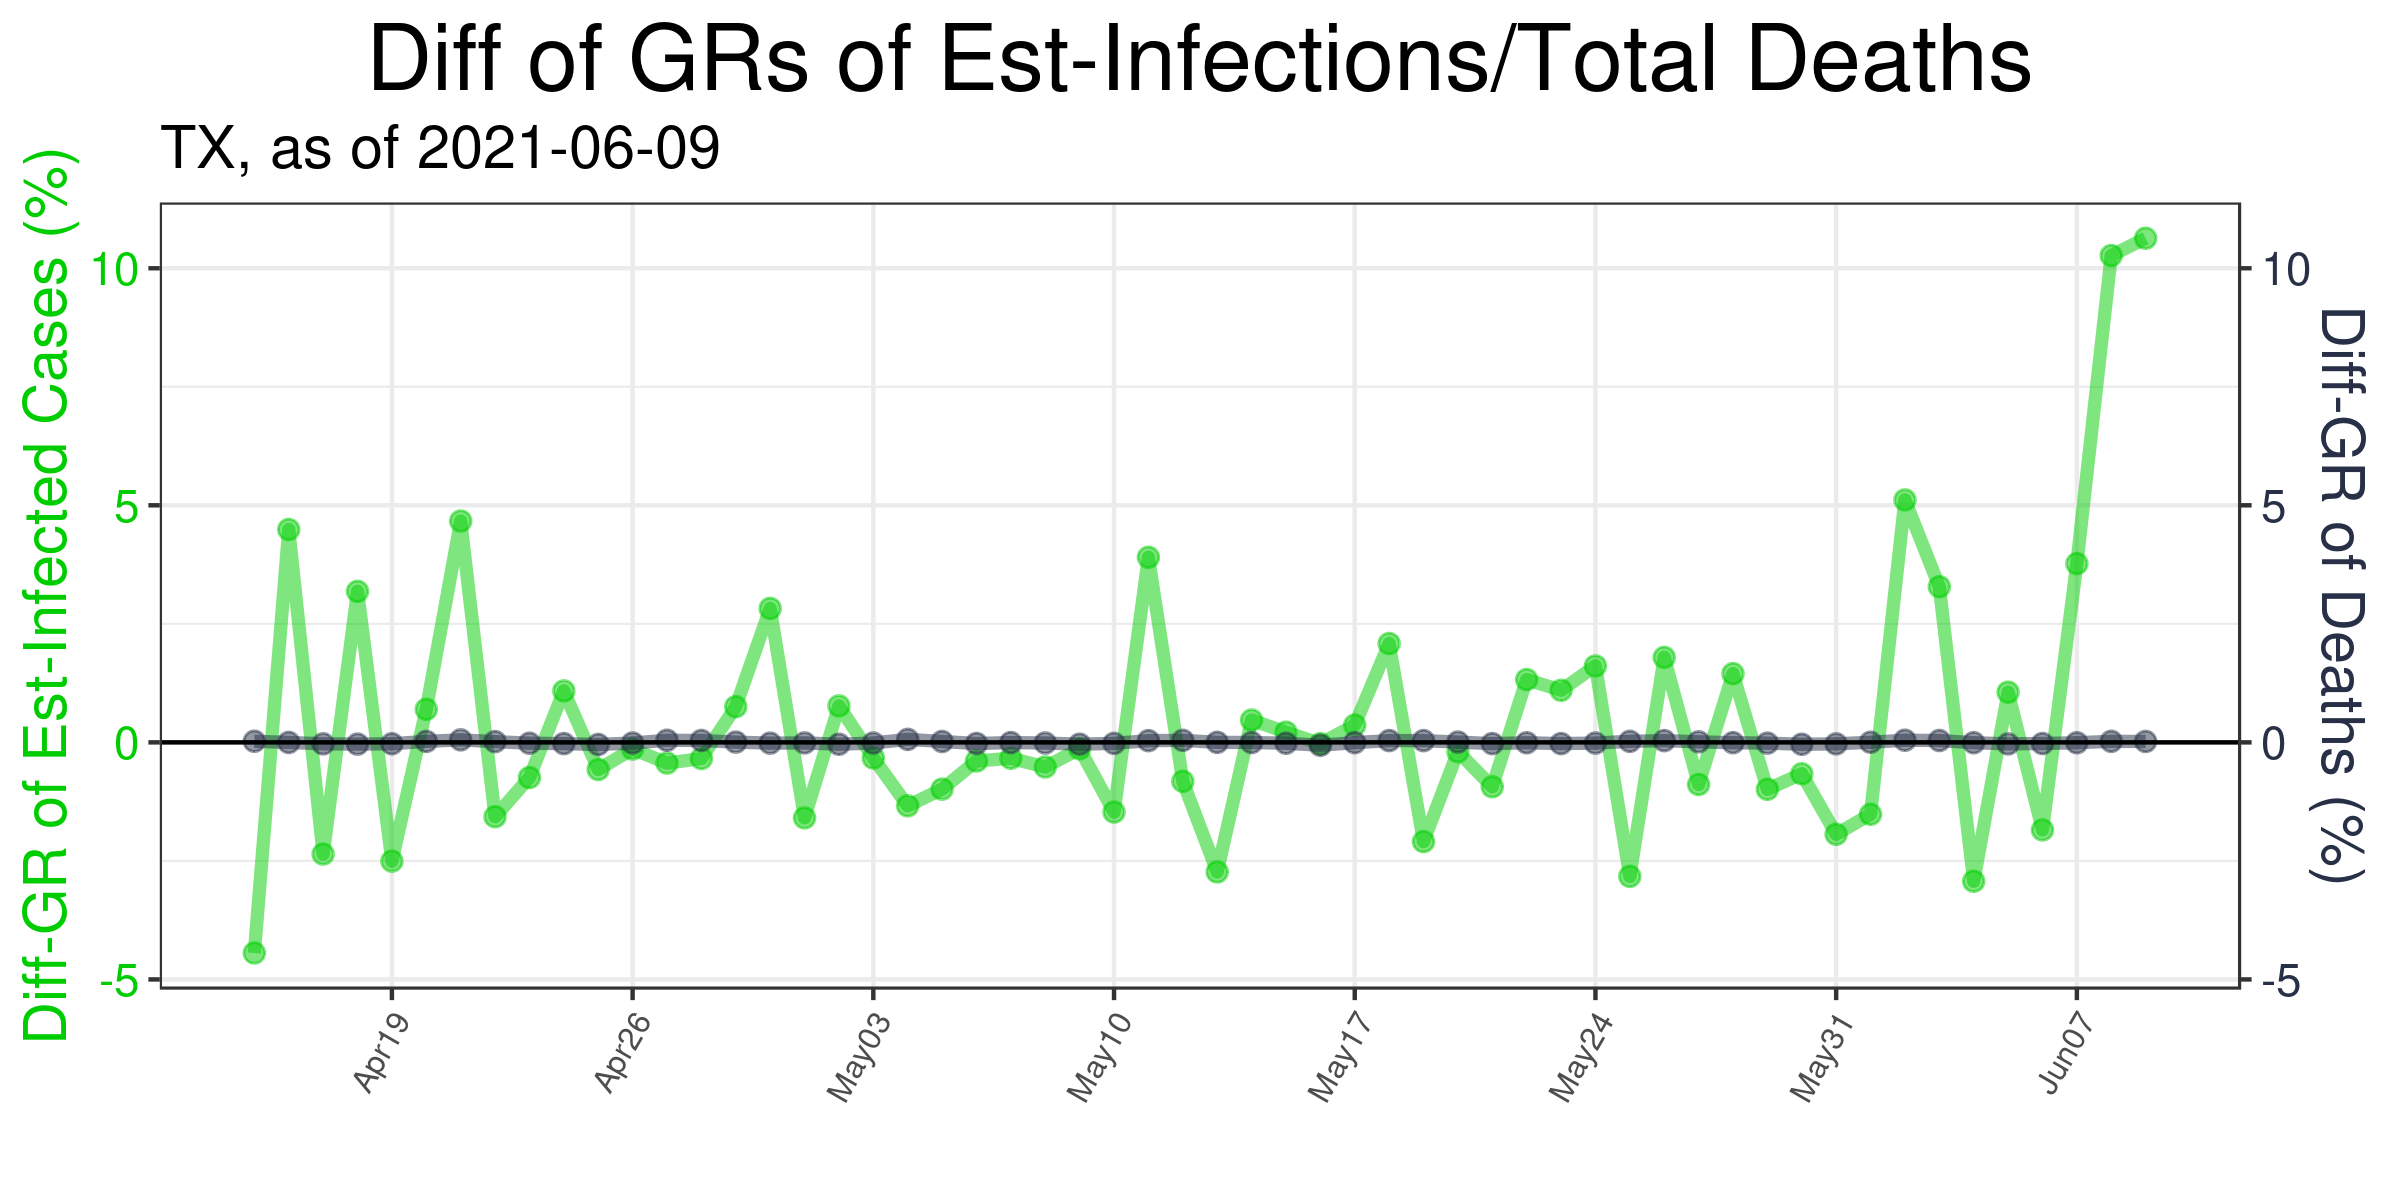 Diff of GRs of Est-Infections/Total Deaths
TX, as of 2021-06-09
Diff-GR of Est-Infected Cases (%)
10
5
0
-5
10
5
0
-5
Diff-GR of Deaths (%)
Apr19
Apr26
May03
May10
May17
May24
May31
Jun07